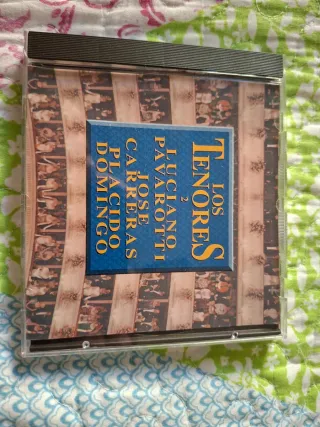 LOS
TENORES
2
LUCIANO
PAVAROTTI
JOSE
CARRERAS
PLACIDO
DOMINGO